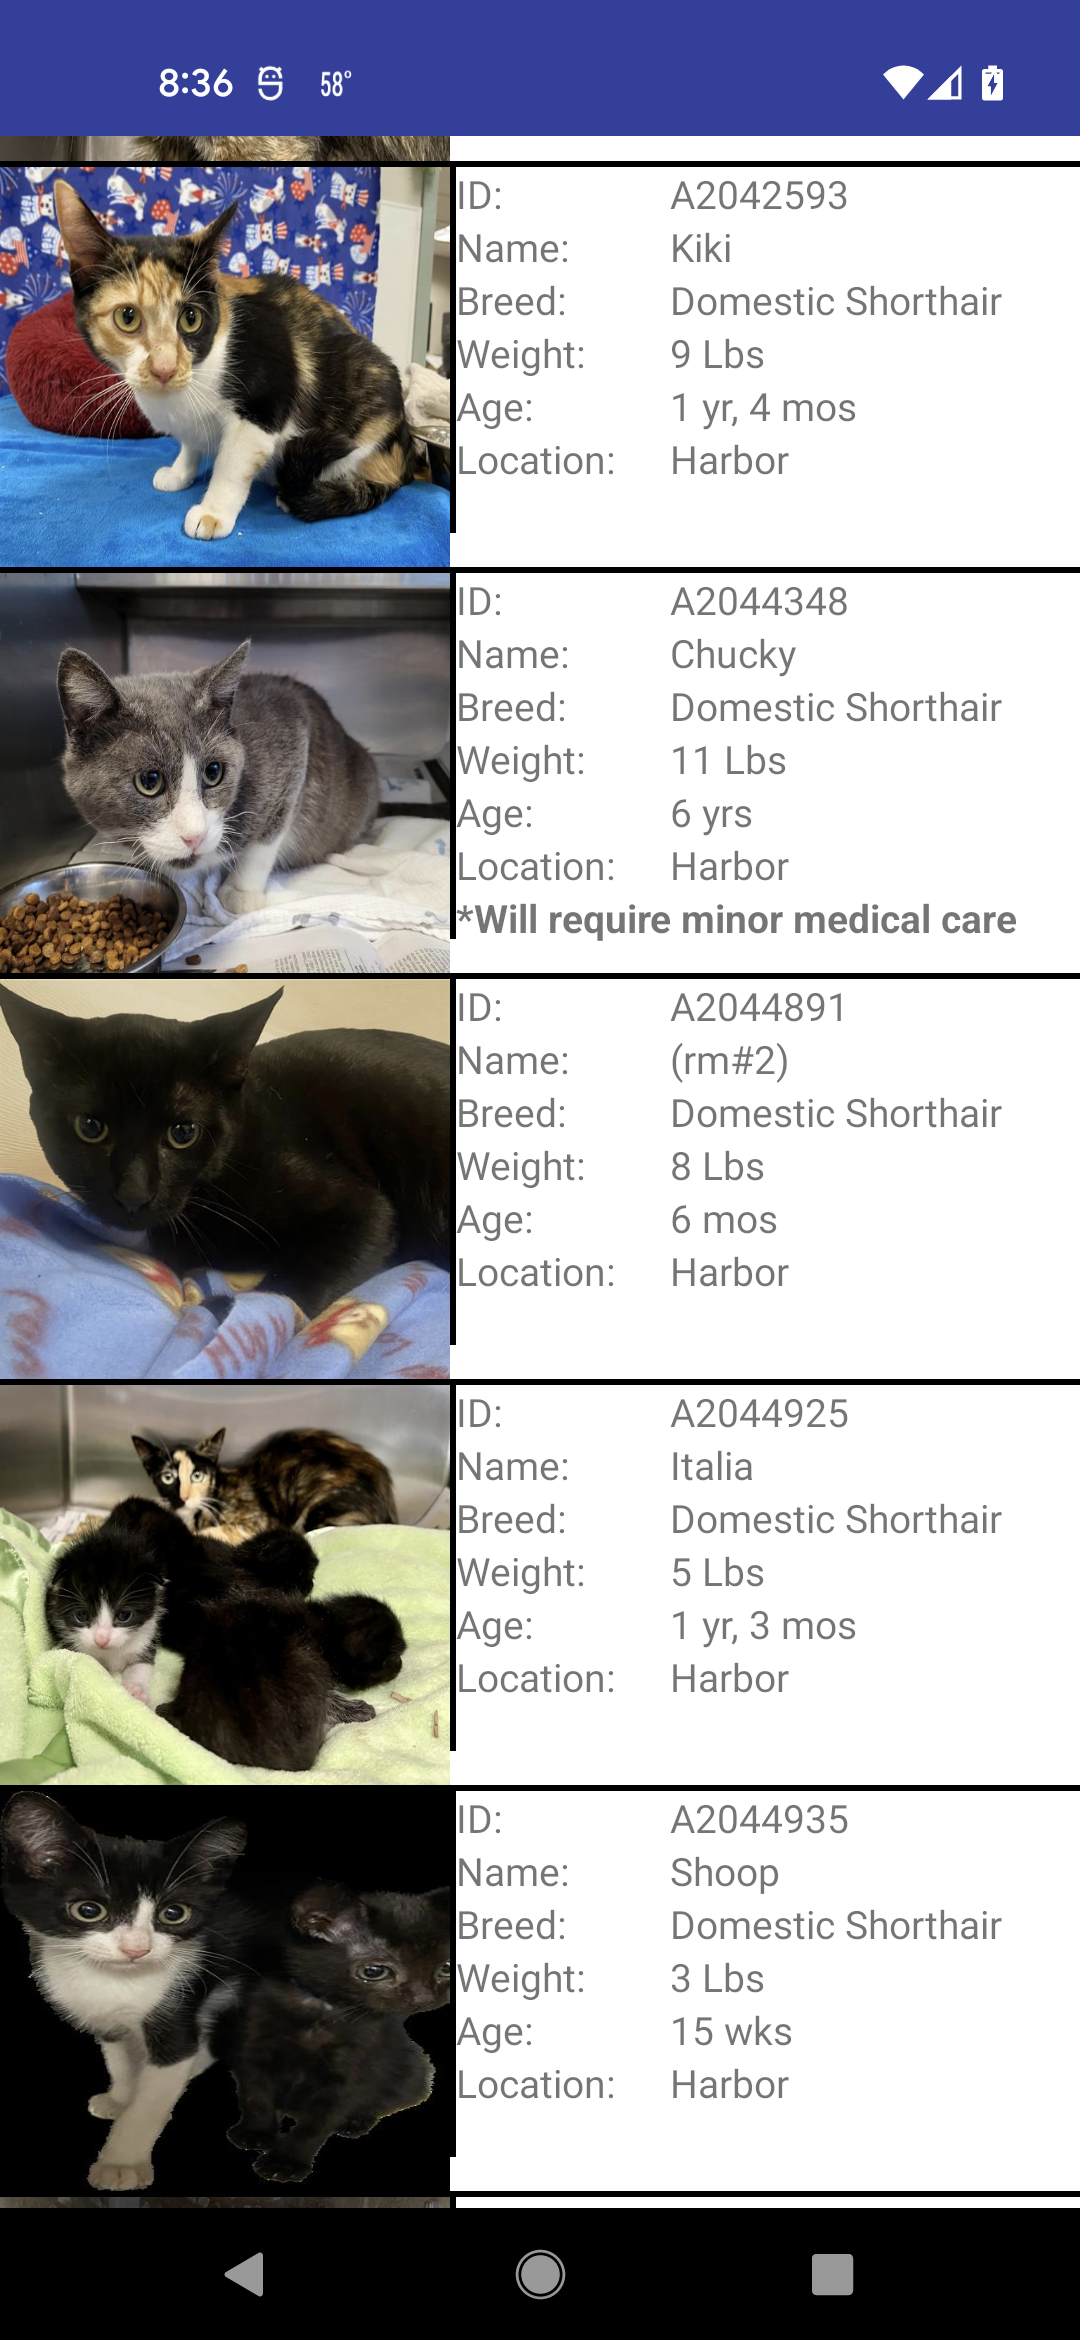 8:36 58°
ID: A2042593
Name: Kiki
Breed: Domestic Shorthair
Weight: 9 Lbs
Age: 1 yr, 4 mos
Location: Harbor
ID: A2044348
Name: Chucky
Breed: Domestic Shorthair
Weight: 11 Lbs
Age: 6 yrs
Location: Harbor
*Will require minor medical care
ID: A2044891
Name: (rm#2)
Breed: Domestic Shorthair
Weight: 8 Lbs
Age: 6 mos
Location: Harbor
ID: A2044925
Name: Italia
Breed: Domestic Shorthair
Weight: 5 Lbs
Age: 1 yr, 3 mos
Location: Harbor
ID: A2044935
Name: Shoop
Breed: Domestic Shorthair
Weight: 3 Lbs
Age: 15 wks
Location: Harbor